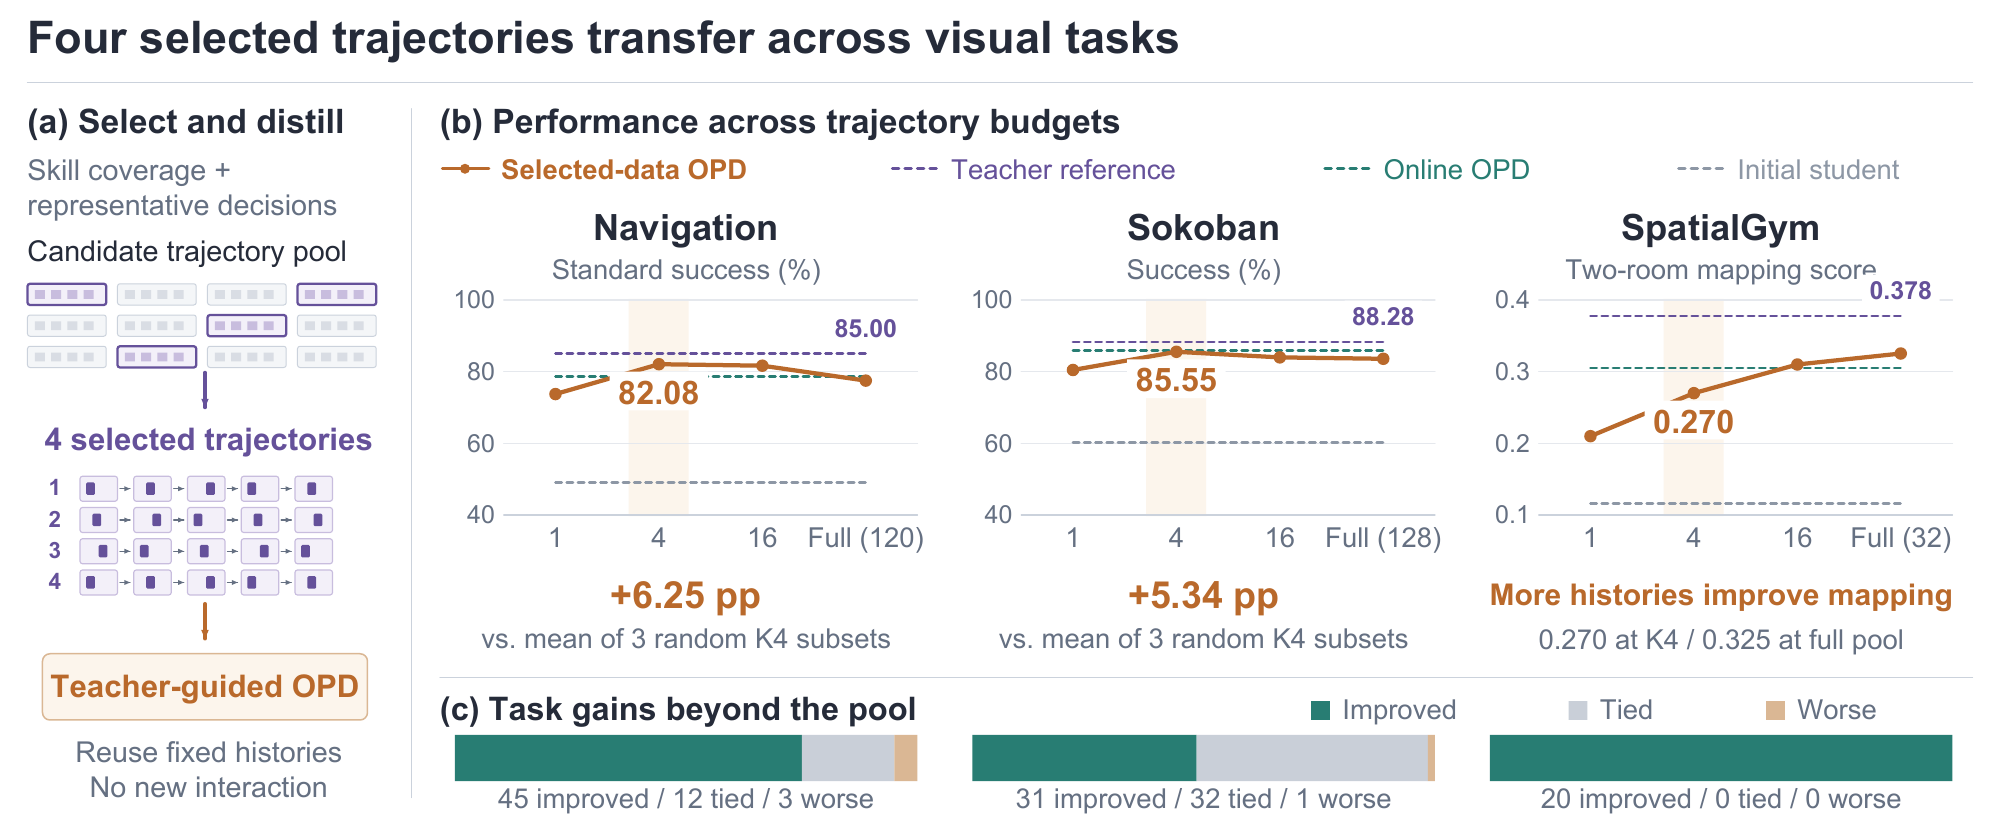 Four selected trajectories transfer across visual tasks
(a) Select and distill
Skill coverage +
representative decisions
Candidate trajectory pool
4 selected trajectories
1
2
3
4
Teacher-guided OPD
Reuse fixed histories
No new interaction
(b) Performance across trajectory budgets
Selected-data OPD
Teacher reference
Online OPD
Initial student
Navigation
Standard success (%)
100
80
60
40
85.00
82.08
1
4
16
Full (120)
+6.25 pp
vs. mean of 3 random K4 subsets
Sokoban
Success (%)
100
80
60
40
88.28
85.55
1
4
16
Full (128)
+5.34 pp
vs. mean of 3 random K4 subsets
SpatialGym
Two-room mapping score
0.4
0.3
0.2
0.1
0.378
0.270
1
4
16
Full (32)
More histories improve mapping
0.270 at K4 / 0.325 at full pool
(c) Task gains beyond the pool
Improved
Tied
Worse
45 improved / 12 tied / 3 worse
31 improved / 32 tied / 1 worse
20 improved / 0 tied / 0 worse